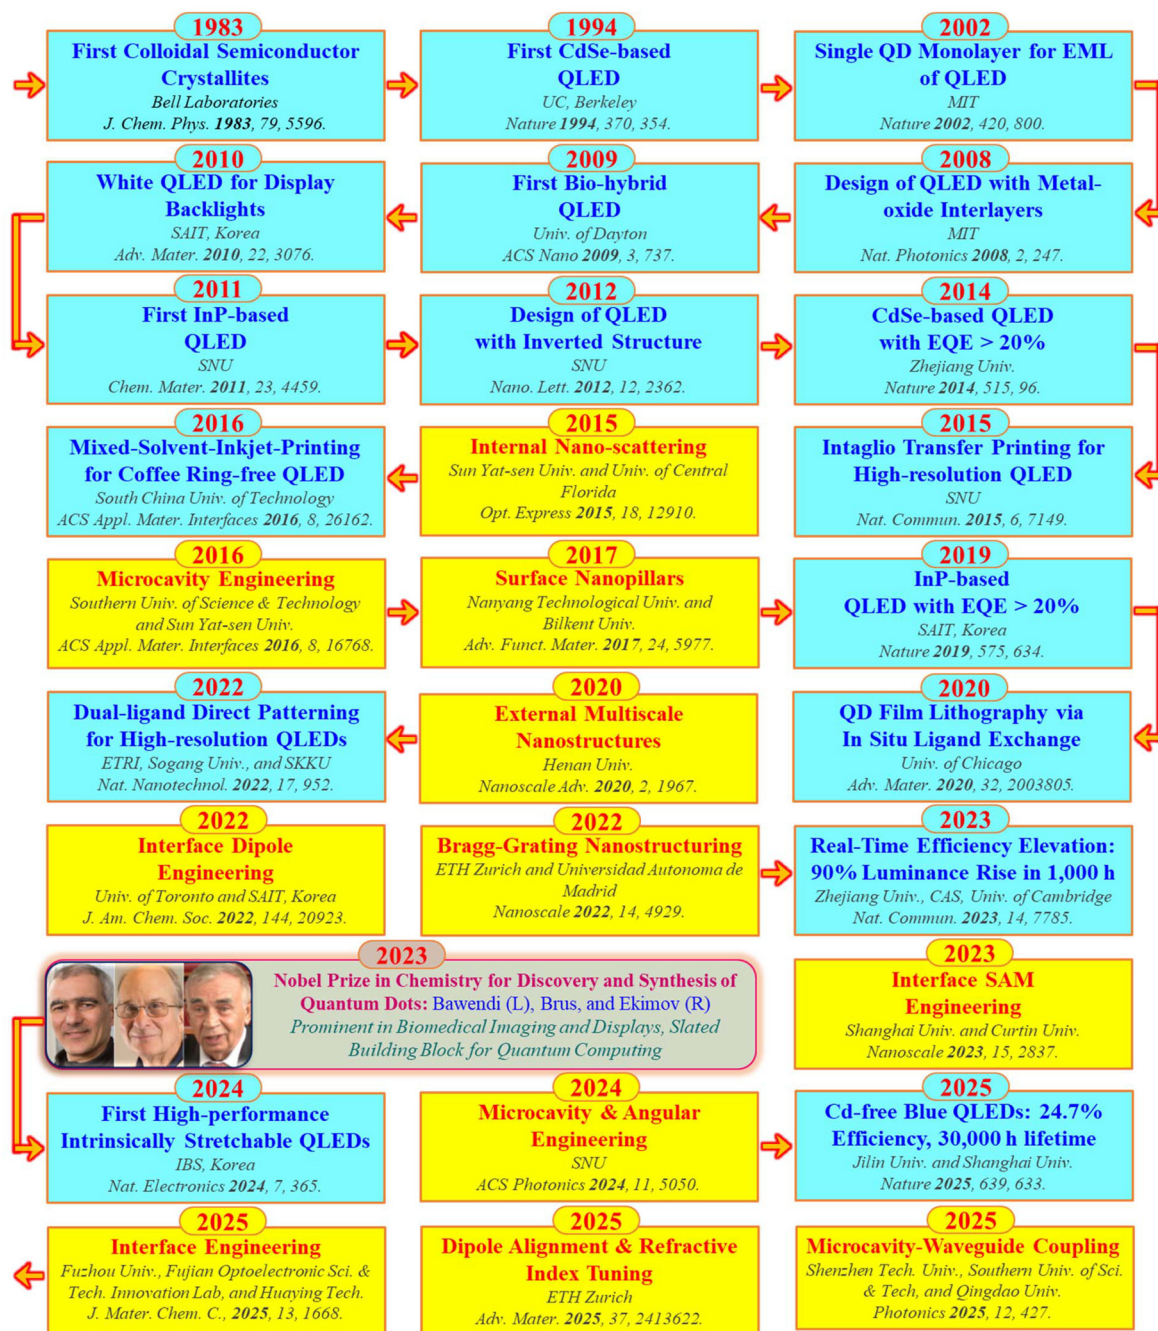 1983
First Colloidal Semiconductor
Crystallites
Bell Laboratories
J. Chem. Phys. 1983, 79, 5596.
1994
First CdSe-based
QLED
UC, Berkeley
Nature 1994, 370, 354.
2002
Single QD Monolayer for EML
of QLED
MIT
Nature 2002, 420, 800.
2010
White QLED for Display
Backlights
SAIT, Korea
Adv. Mater. 2010, 22, 3076.
2009
First Bio-hybrid
QLED
Univ. of Dayton
ACS Nano 2009, 3, 737.
2008
Design of QLED with Metal-
oxide Interlayers
MIT
Nat. Photonics 2008, 2, 247.
2011
First InP-based
QLED
SNU
Chem. Mater. 2011, 23, 4459.
2012
Design of QLED
with Inverted Structure
SNU
Nano. Lett. 2012, 12, 2362.
2014
CdSe-based QLED
with EQE > 20%
Zhejiang Univ.
Nature 2014, 515, 96.
2016
Mixed-Solvent-Inkjet-Printing
for Coffee Ring-free QLED
South China Univ. of Technology
ACS Appl. Mater. Interfaces 2016, 8, 26162.
2015
Internal Nano-scattering
Sun Yat-sen Univ. and Univ. of Central
Florida
Opt. Express 2015, 18, 12910.
2015
Intaglio Transfer Printing for
High-resolution QLED
SNU
Nat. Commun. 2015, 6, 7149.
2016
Microcavity Engineering
Southern Univ. of Science & Technology
and Sun Yat-sen Univ.
ACS Appl. Mater. Interfaces 2016, 8, 16768.
2017
Surface Nanopillars
Nanyang Technological Univ. and
Bilkent Univ.
Adv. Funct. Mater. 2017, 24, 5977.
2019
InP-based
QLED with EQE > 20%
SAIT, Korea
Nature 2019, 575, 634.
2022
Dual-ligand Direct Patterning
for High-resolution QLEDs
ETRI, Sogang Univ., and SKKU
Nat. Nanotechnol. 2022, 17, 952.
2020
External Multiscale
Nanostructures
Henan Univ.
Nanoscale Adv. 2020, 2, 1967.
2020
QD Film Lithography via
In Situ Ligand Exchange
Univ. of Chicago
Adv. Mater. 2020, 32, 2003805.
2022
Interface Dipole
Engineering
Univ. of Toronto and SAIT, Korea
J. Am. Chem. Soc. 2022, 144, 20923.
2022
Bragg-Grating Nanostructuring
ETH Zurich and Universidad Autonoma de
Madrid
Nanoscale 2022, 14, 4929.
2023
Real-Time Efficiency Elevation:
90% Luminance Rise in 1,000 h
Zhejiang Univ., CAS, Univ. of Cambridge
Nat. Commun. 2023, 14, 7785.
2023
Nobel Prize in Chemistry for Discovery and Synthesis of
Quantum Dots: Bawendi (L), Brus, and Ekimov (R)
Prominent in Biomedical Imaging and Displays, Slated
Building Block for Quantum Computing
2023
Interface SAM
Engineering
Shanghai Univ. and Curtin Univ.
Nanoscale 2023, 15, 2837.
2024
First High-performance
Intrinsically Stretchable QLEDs
IBS, Korea
Nat. Electronics 2024, 7, 365.
2024
Microcavity & Angular
Engineering
SNU
ACS Photonics 2024, 11, 5050.
2025
Cd-free Blue QLEDs: 24.7%
Efficiency, 30,000 h lifetime
Jilin Univ. and Shanghai Univ.
Nature 2025, 639, 633.
2025
Interface Engineering
Fuzhou Univ., Fujian Optoelectronic Sci. &
Tech. Innovation Lab, and Huaying Tech.
J. Mater. Chem. C., 2025, 13, 1668.
2025
Dipole Alignment & Refractive
Index Tuning
ETH Zurich
Adv. Mater. 2025, 37, 2413622.
2025
Microcavity-Waveguide Coupling
Shenzhen Tech. Univ., Southern Univ. of Sci.
& Tech, and Qingdao Univ.
Photonics 2025, 12, 427.